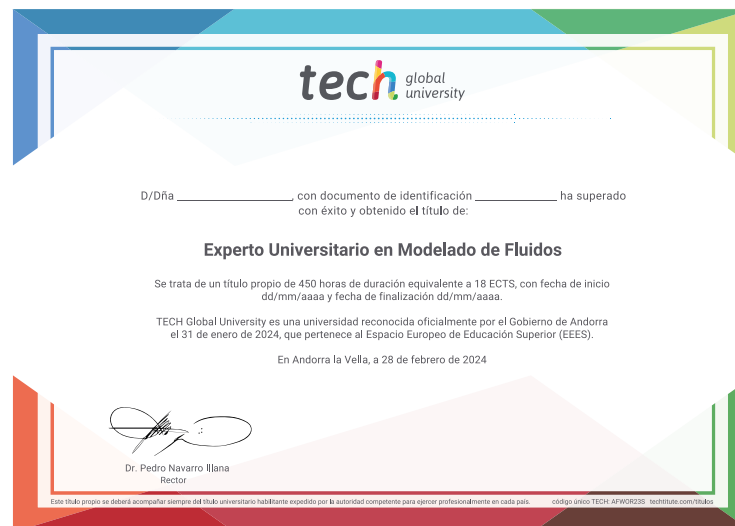 tech global university
D/Dña ____________________, con documento de identificación ______________ ha superado
con éxito y obtenido el título de:
Experto Universitario en Modelado de Fluidos
Se trata de un título propio de 450 horas de duración equivalente a 18 ECTS, con fecha de inicio
dd/mm/aaaa y fecha de finalización dd/mm/aaaa.
TECH Global University es una universidad reconocida oficialmente por el Gobierno de Andorra
el 31 de enero de 2024, que pertenece al Espacio Europeo de Educación Superior (EEES).
En Andorra la Vella, a 28 de febrero de 2024
Dr. Pedro Navarro Illana
Rector
Este título propio se deberá acompañar siempre del título universitario habilitante expedido por la autoridad competente para ejercer profesionalmente en cada país. código único TECH: AFWOR23S techtitute.com/titulos